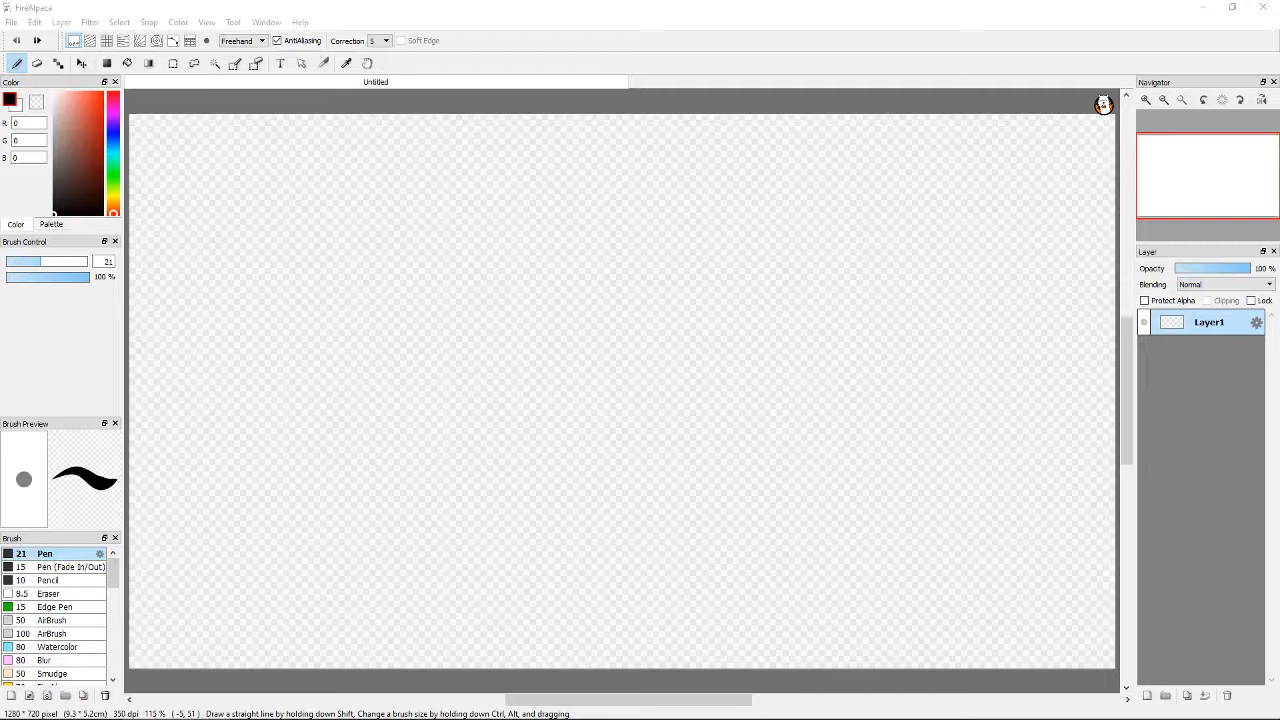 FireAlpaca
File Edit Layer Filter Select Snap Color View Tool Window Help
Freehand AntiAliasing Correction S Soft Edge
Untitled
Color
R 0
G 0
B 0
Color Palette
Brush Control
21
100 %
Brush Preview
Brush
21 Pen
15 Pen (Fade In/Out)
10 Pencil
8.5 Eraser
15 Edge Pen
50 AirBrush
100 AirBrush
80 Watercolor
80 Blur
50 Smudge
Navigator
Layer
Opacity 100 %
Blending Normal
Protect Alpha Clipping Lock
Layer1
1280 * 720 pixel (9.3 * 5.2cm) 350 dpi 115 % ( -5, 51) Draw a straight line by holding down Shift, Change a brush size by holding down Ctrl, Alt, and dragging